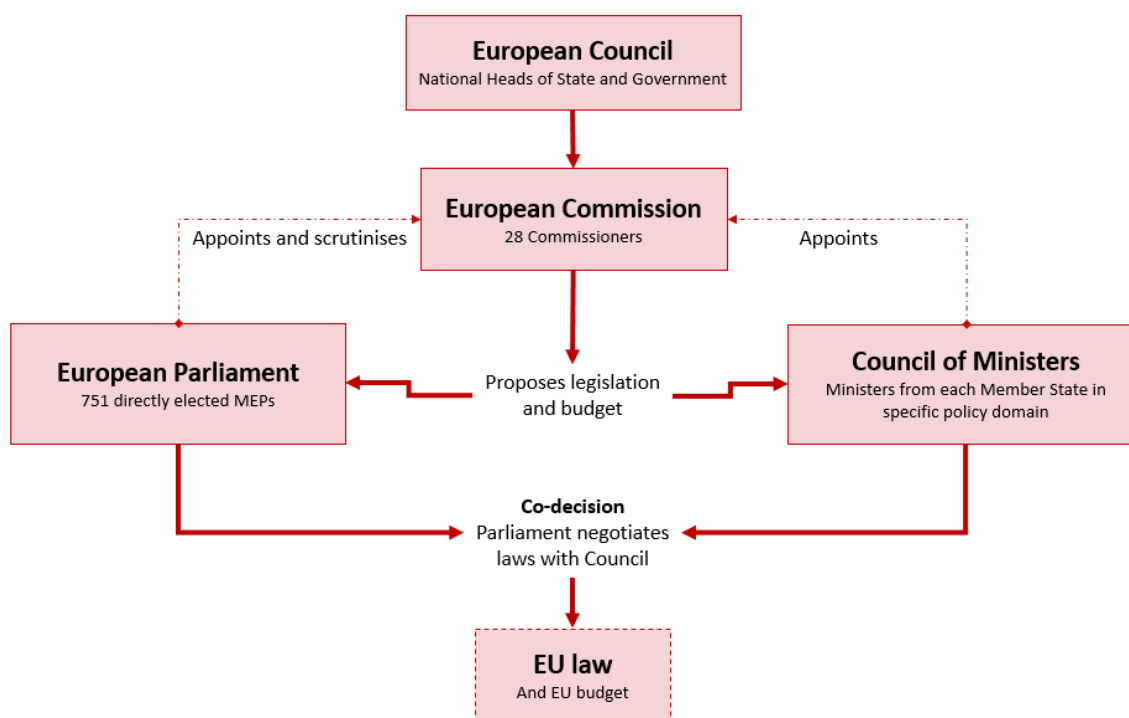 European Council
National Heads of State and Government
European Commission
28 Commissioners
Appoints and scrutinises
Appoints
European Parliament
751 directly elected MEPs
Proposes legislation
and budget
Council of Ministers
Ministers from each Member State in
specific policy domain
Co-decision
Parliament negotiates
laws with Council
EU law
And EU budget